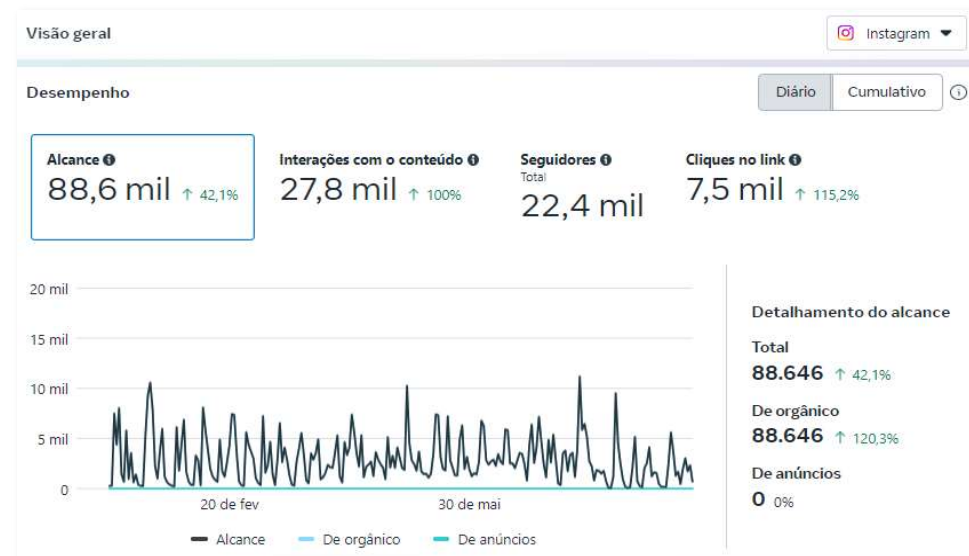 Visão geral
Instagram
Desempenho
Diário
Cumulativo
Alcance
88,6 mil ↑ 42,1%
Interações com o conteúdo
27,8 mil ↑ 100%
Seguidores
Total
22,4 mil
Cliques no link
7,5 mil ↑ 115,2%
20 mil
15 mil
10 mil
5 mil
0
20 de fev
30 de mai
Alcance
De orgânico
De anúncios
Detalhamento do alcance
Total
88.646 ↑ 42,1%
De orgânico
88.646 ↑ 120,3%
De anúncios
0 0%